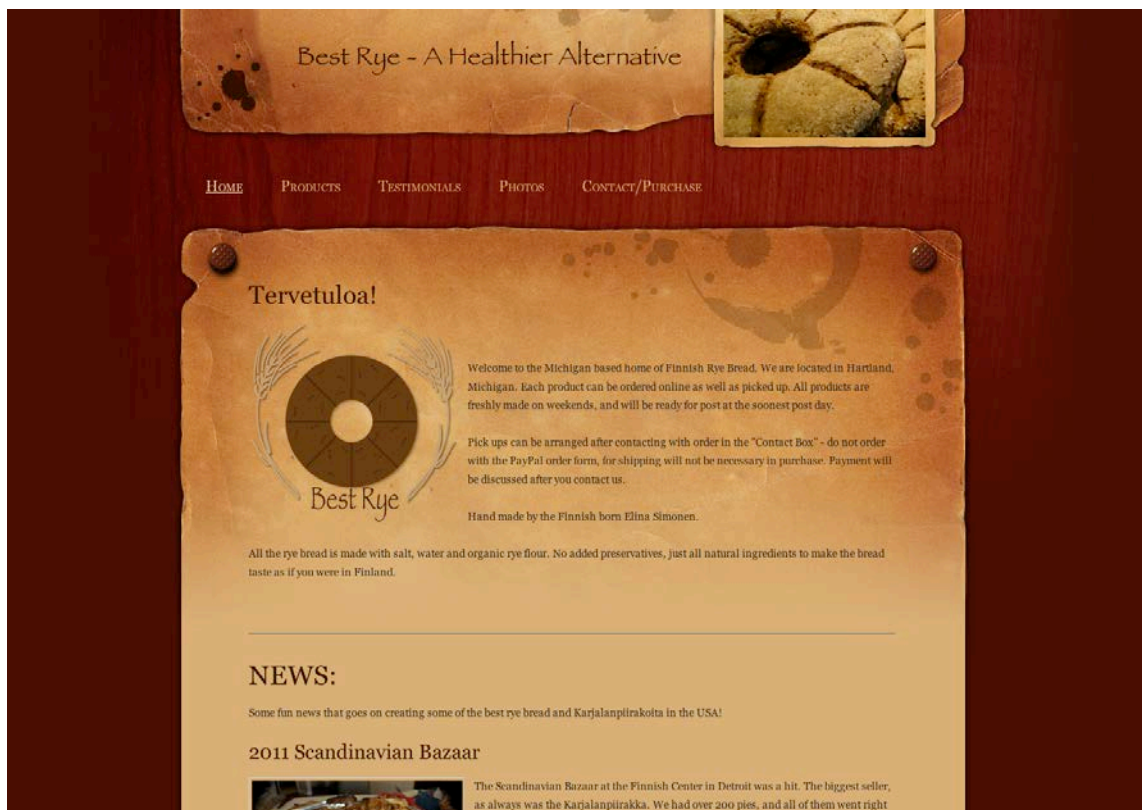 Best Rye - A Healthier Alternative
Home Products Testimonials Photos Contact/Purchase
Tervetuloa!
Best Rye
Welcome to the Michigan based home of Finnish Rye Bread. We are located in Hartland,
Michigan. Each product can be ordered online as well as picked up. All products are
freshly made on weekends, and will be ready for post at the soonest post day.
Pick ups can be arranged after contacting with order in the "Contact Box" - do not order
with the PayPal order form, for shipping will not be necessary in purchase. Payment will
be discussed after you contact us.
Hand made by the Finnish born Elina Simonen.
All the rye bread is made with salt, water and organic rye flour. No added preservatives, just all natural ingredients to make the bread
taste as if you were in Finland.
NEWS:
Some fun news that goes on creating some of the best rye bread and Karjalanpiirakoita in the USA!
2011 Scandinavian Bazaar
The Scandinavian Bazaar at the Finnish Center in Detroit was a hit. The biggest seller,
as always was the Karjalanpiirakka. We had over 200 pies, and all of them went right